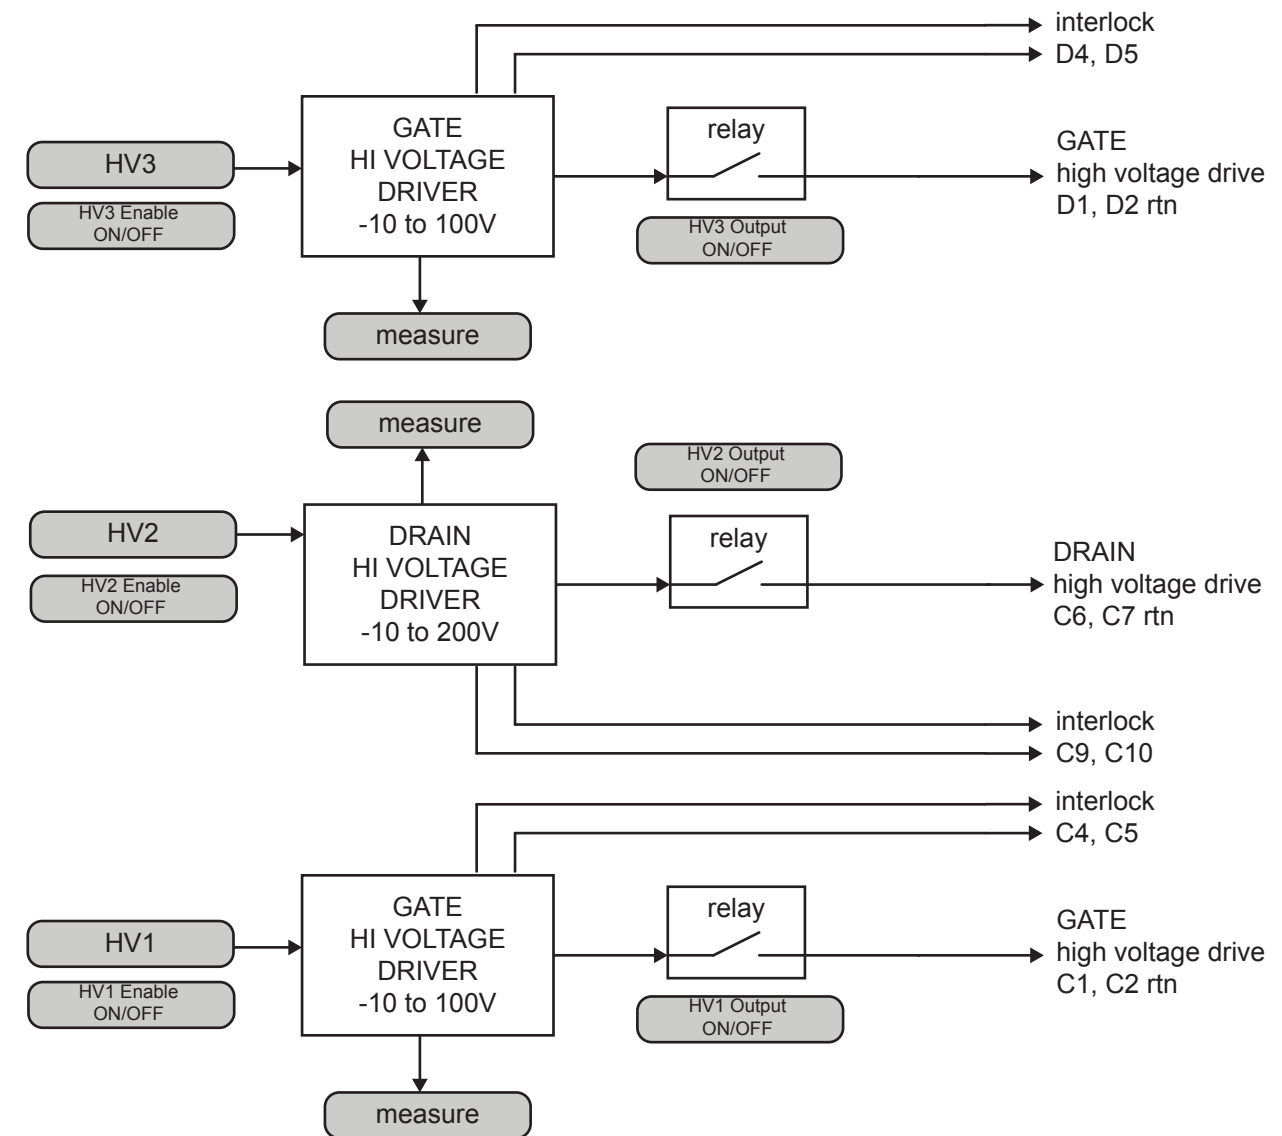 interlock
D4, D5
HV3
HV3 Enable
ON/OFF
GATE
HI VOLTAGE
DRIVER
-10 to 100V
relay
HV3 Output
ON/OFF
GATE
high voltage drive
D1, D2 rtn
measure
measure
HV2
HV2 Enable
ON/OFF
DRAIN
HI VOLTAGE
DRIVER
-10 to 200V
HV2 Output
ON/OFF
relay
DRAIN
high voltage drive
C6, C7 rtn
interlock
C9, C10
interlock
C4, C5
HV1
HV1 Enable
ON/OFF
GATE
HI VOLTAGE
DRIVER
-10 to 100V
relay
HV1 Output
ON/OFF
GATE
high voltage drive
C1, C2 rtn
measure